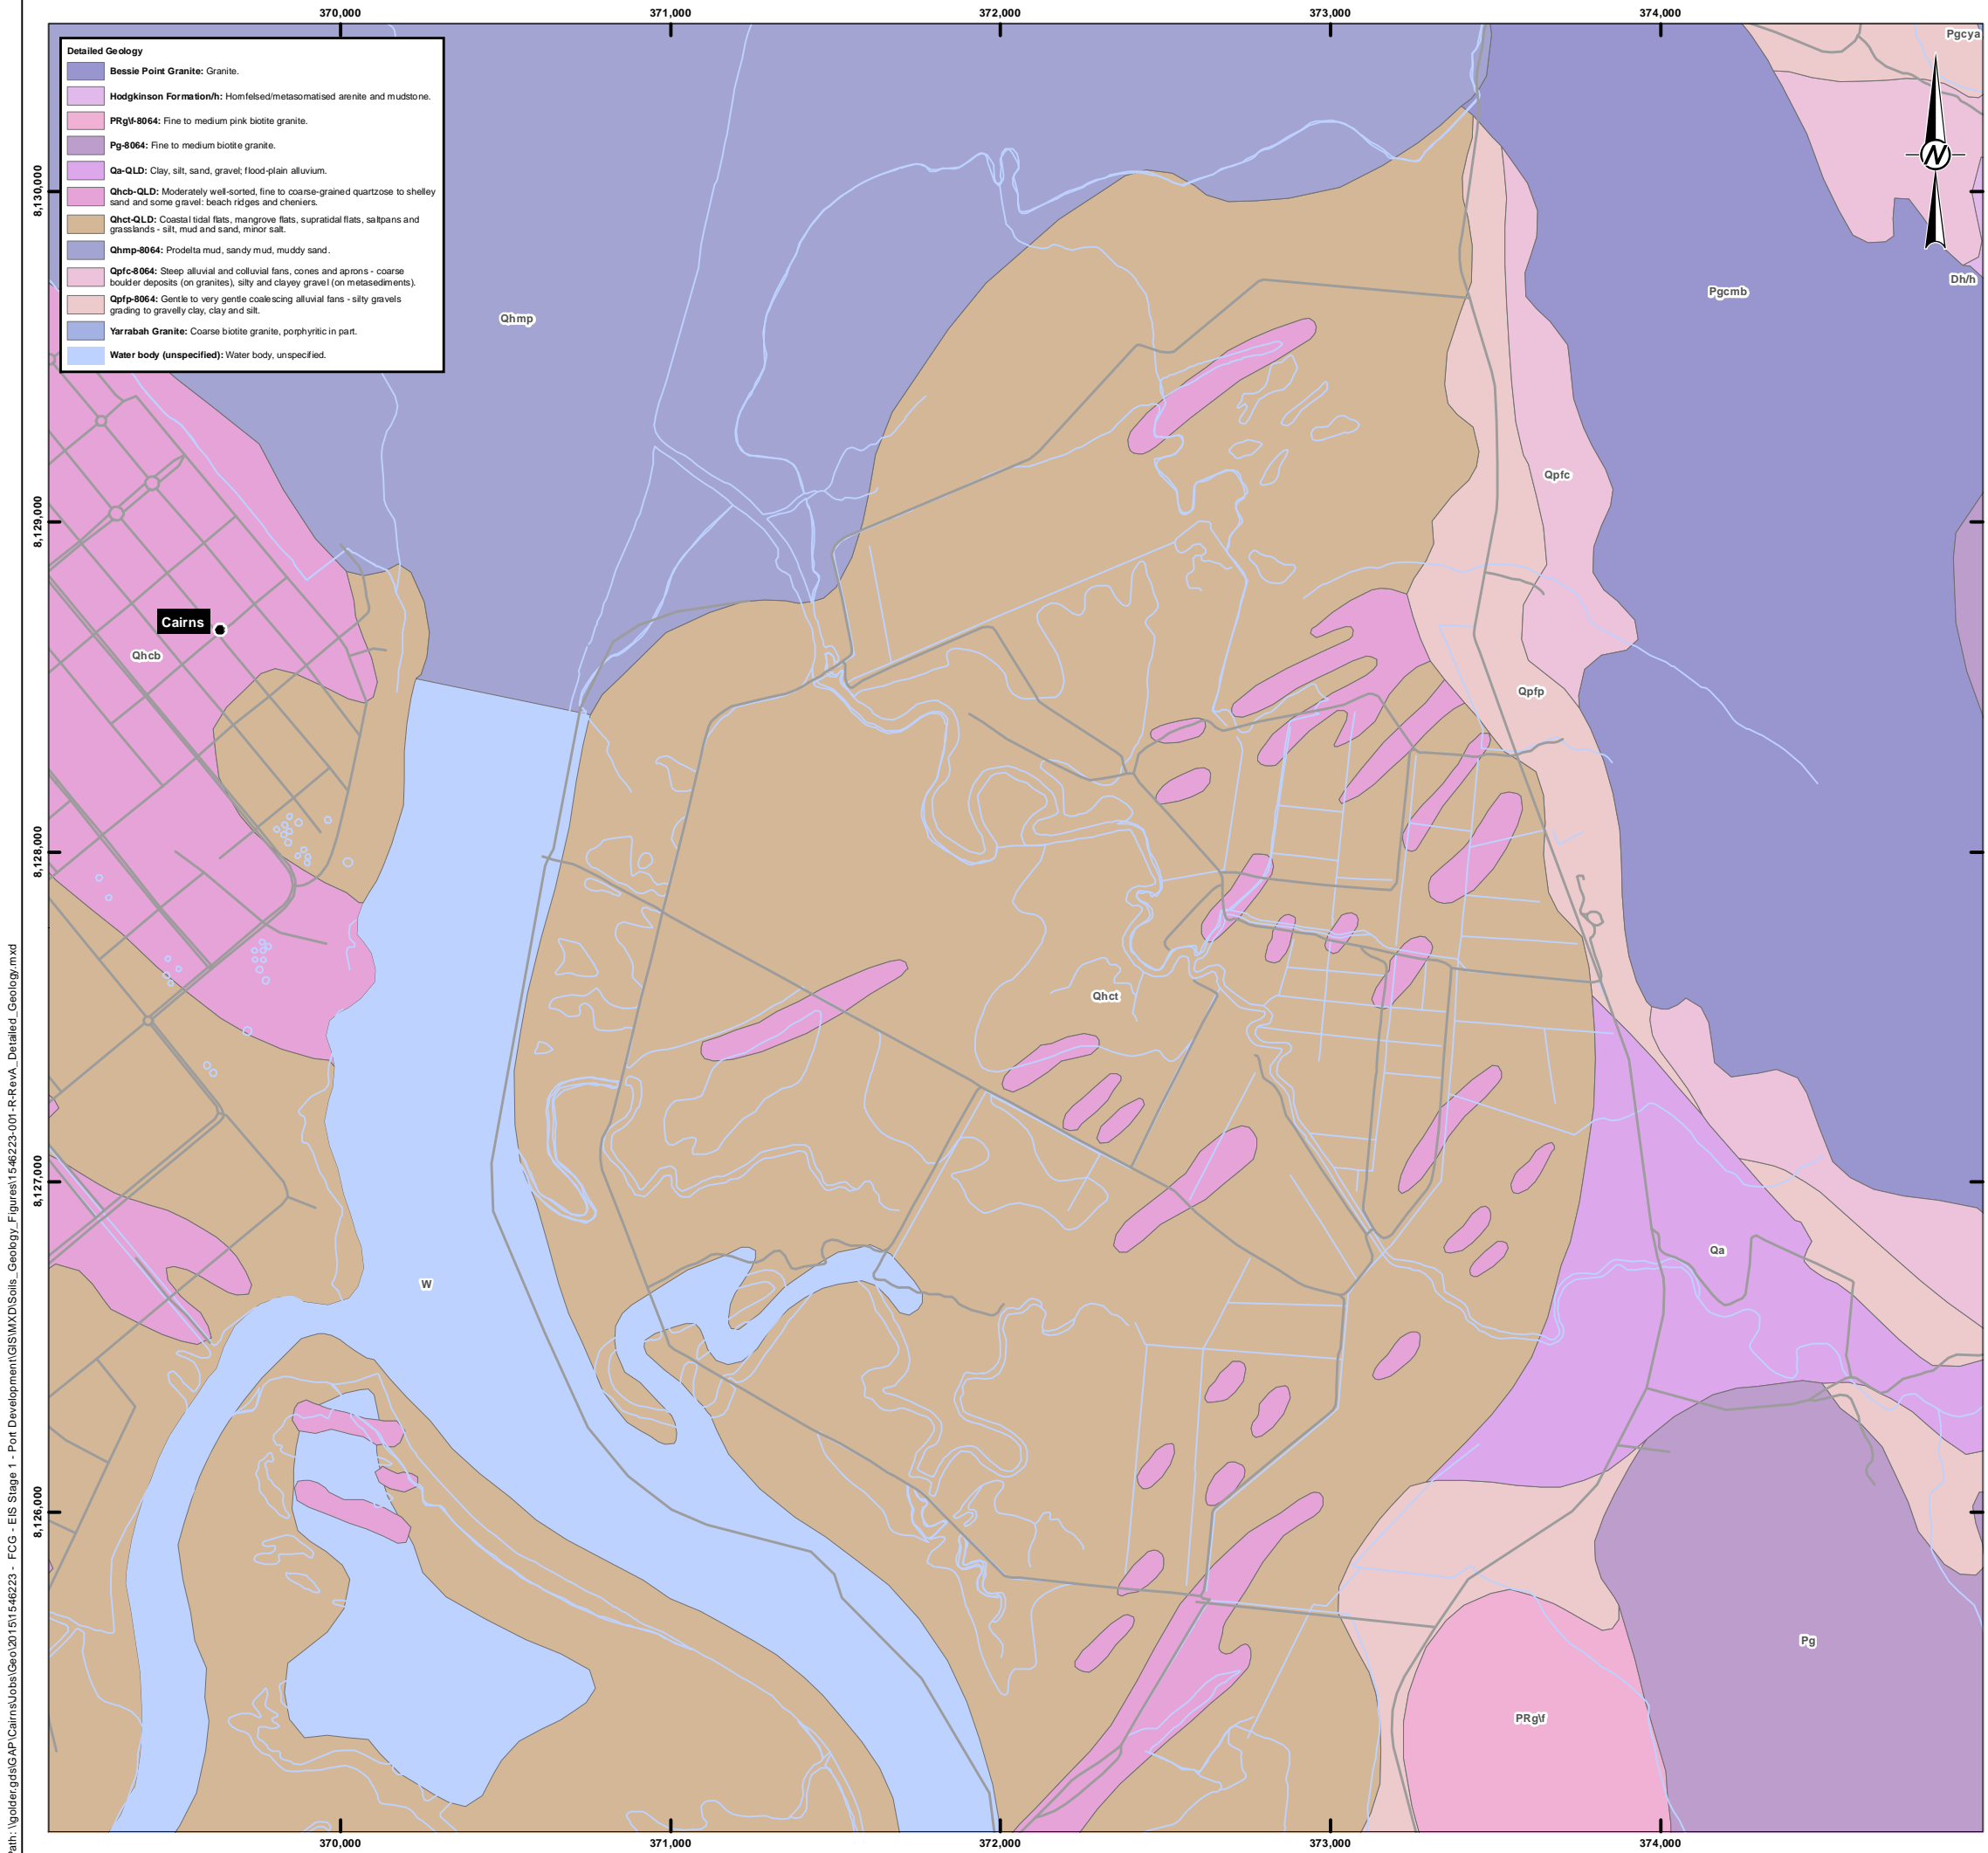 370,000 371,000 372,000 373,000 374,000
Pgcya
Detailed Geology
Bessie Point Granite: Granite.
Hodgkinson Formation/h: Hornfelsed/metasomatised arenite and mudstone.
PRg\f-8064: Fine to medium pink biotite granite.
Pg-8064: Fine to medium biotite granite.
Qa-QLD: Clay, silt, sand, gravel; flood-plain alluvium.
Qhcb-QLD: Moderately well-sorted, fine to coarse-grained quartzose to shelley
sand and some gravel: beach ridges and cheniers.
Qhct-QLD: Coastal tidal flats, mangrove flats, supratidal flats, saltpans and
grasslands - silt, mud and sand, minor salt.
Qhmp-8064: Prodelta mud, sandy mud, muddy sand.
Qpfc-8064: Steep alluvial and colluvial fans, cones and aprons - coarse
boulder deposits (on granites), silty and clayey gravel (on metasediments).
Qpfp-8064: Gentle to very gentle coalescing alluvial fans - silty gravels
grading to gravelly clay, clay and silt.
Yarrabah Granite: Coarse biotite granite, porphyritic in part.
Water body (unspecified): Water body, unspecified.
N
8,130,000
Dh/h
Pgcmb
Qhmp
Qpfc
8,129,000
Cairns
Qhcb
Qpfp
8,128,000
Qhct
8,127,000
Qa
W
8,126,000
Pg
PRg\f
370,000 371,000 372,000 373,000 374,000
Path: \\golder.gds\GAP\Cairns\Jobs\Geo\2015\1546223 - FCG - EIS Stage 1 - Port Development\GIS\MXD\Soils_Geology_Figures\1546223-001-R-RevA_Detailed_Geology.mxd